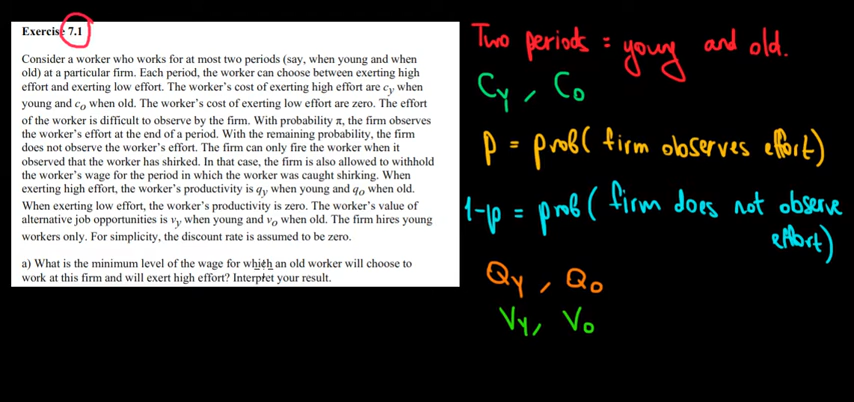 Exercise 7.1
Consider a worker who works for at most two periods (say, when young and when
old) at a particular firm. Each period, the worker can choose between exerting high
effort and exerting low effort. The worker's cost of exerting high effort are cy when
young and co when old. The worker's cost of exerting low effort are zero. The effort
of the worker is difficult to observe by the firm. With probability π, the firm observes
the worker's effort at the end of a period. With the remaining probability, the firm
does not observe the worker's effort. The firm can only fire the worker when it
observed that the worker has shirked. In that case, the firm is also allowed to withhold
the worker's wage for the period in which the worker was caught shirking. When
exerting high effort, the worker's productivity is qy when young and qo when old.
When exerting low effort, the worker's productivity is zero. The worker's value of
alternative job opportunities is vy when young and vo when old. The firm hires young
workers only. For simplicity, the discount rate is assumed to be zero.
a) What is the minimum level of the wage for which an old worker will choose to
work at this firm and will exert high effort? Interpret your result.
Two periods = young and old.
Cy, Co
p = prob( firm observes effort)
1-p = prob( firm does not observe
effort)
Qy, Qo
Vy, Vo